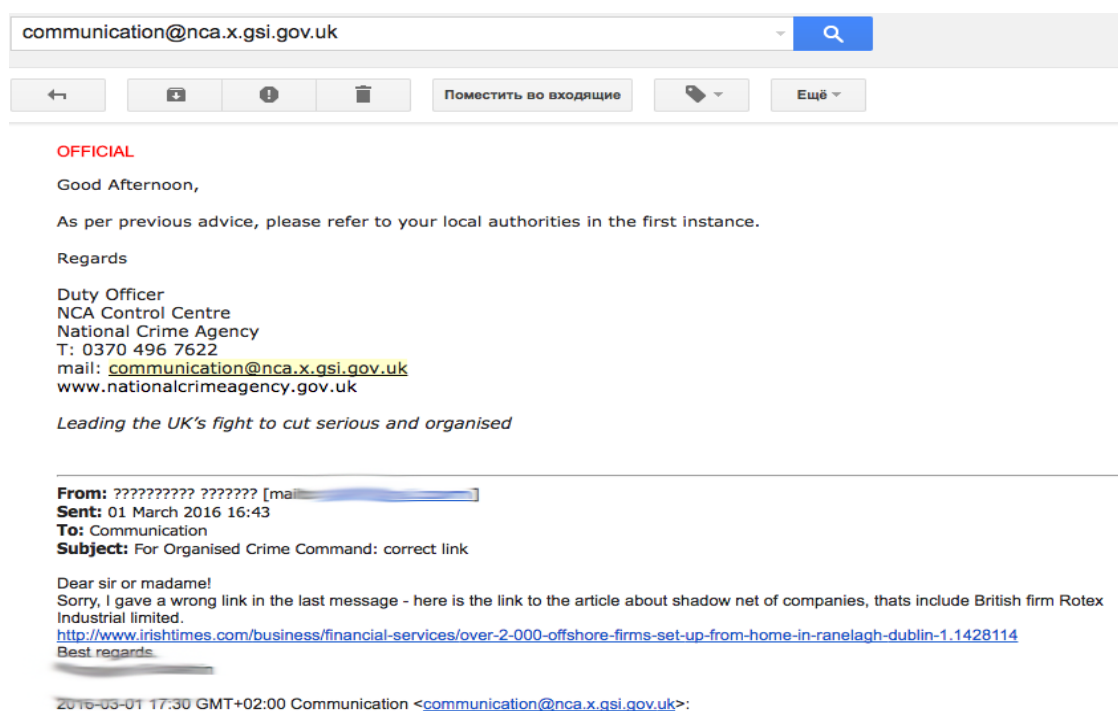 communication@nca.x.gsi.gov.uk
Поместить во входящие
Ещё
OFFICIAL
Good Afternoon,
As per previous advice, please refer to your local authorities in the first instance.
Regards
Duty Officer
NCA Control Centre
National Crime Agency
T: 0370 496 7622
mail: communication@nca.x.gsi.gov.uk
www.nationalcrimeagency.gov.uk
Leading the UK's fight to cut serious and organised
From: ?????????? ??????? [mail ]
Sent: 01 March 2016 16:43
To: Communication
Subject: For Organised Crime Command: correct link
Dear sir or madame!
Sorry, I gave a wrong link in the last message - here is the link to the article about shadow net of companies, thats include British firm Rotex
Industrial limited.
http://www.irishtimes.com/business/financial-services/over-2-000-offshore-firms-set-up-from-home-in-ranelagh-dublin-1.1428114
Best regards.
2016-03-01 17:30 GMT+02:00 Communication <communication@nca.x.gsi.gov.uk>: